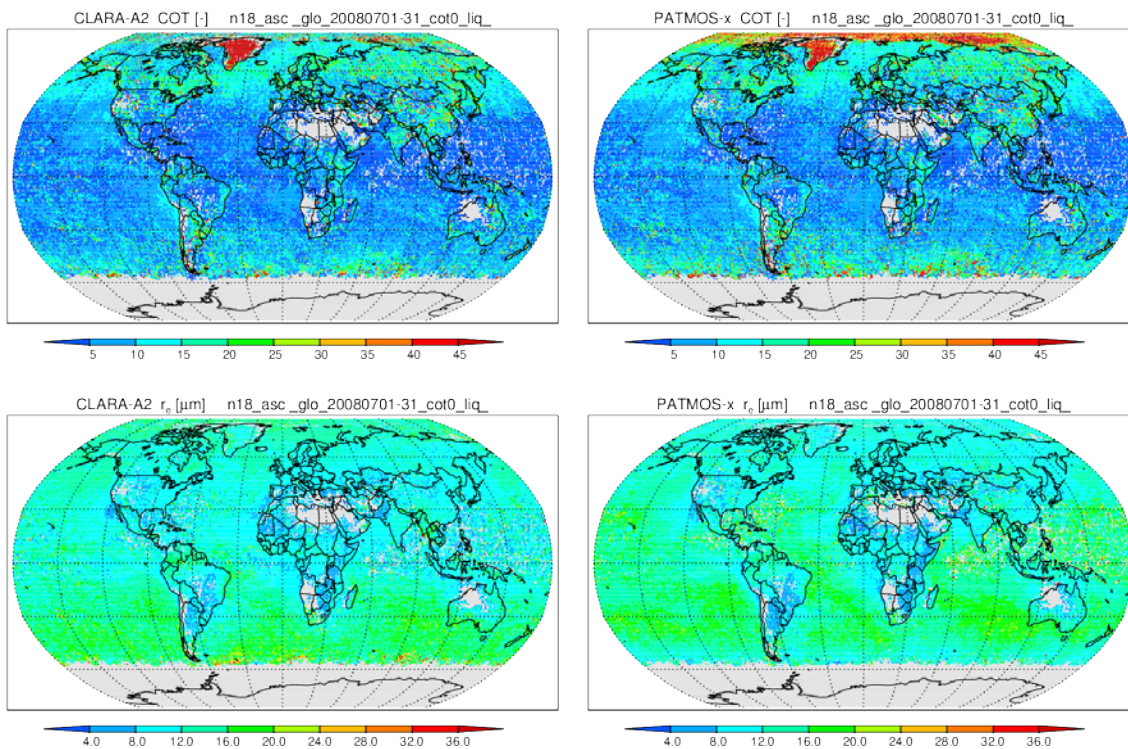 CLARA-A2 COT [-] n18_asc _glo_20080701-31_cot0_liq_
PATMOS-x COT [-] n18_asc _glo_20080701-31_cot0_liq_
5 10 15 20 25 30 35 40 45
5 10 15 20 25 30 35 40 45
CLARA-A2 rₑ [μm] n18_asc _glo_20080701-31_cot0_liq_
PATMOS-x rₑ [μm] n18_asc _glo_20080701-31_cot0_liq_
4.0 8.0 12.0 16.0 20.0 24.0 28.0 32.0 36.0
4.0 8.0 12.0 16.0 20.0 24.0 28.0 32.0 36.0